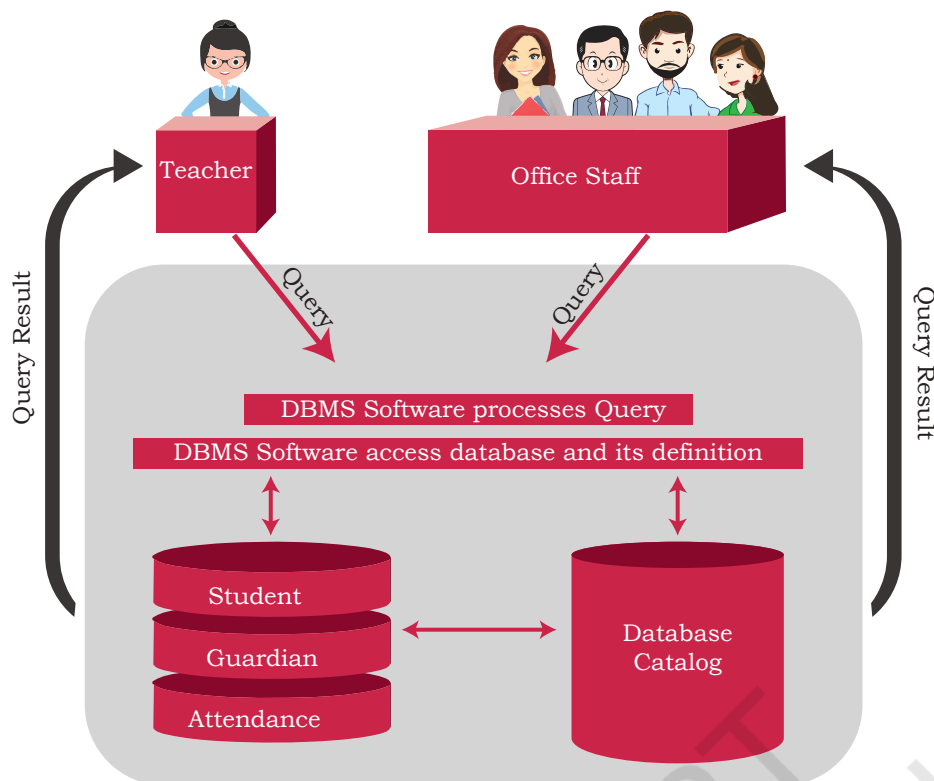 Teacher
Office Staff
Query
Query
Query Result
Query Result
DBMS Software processes Query
DBMS Software access database and its definition
Student
Guardian
Attendance
Database
Catalog